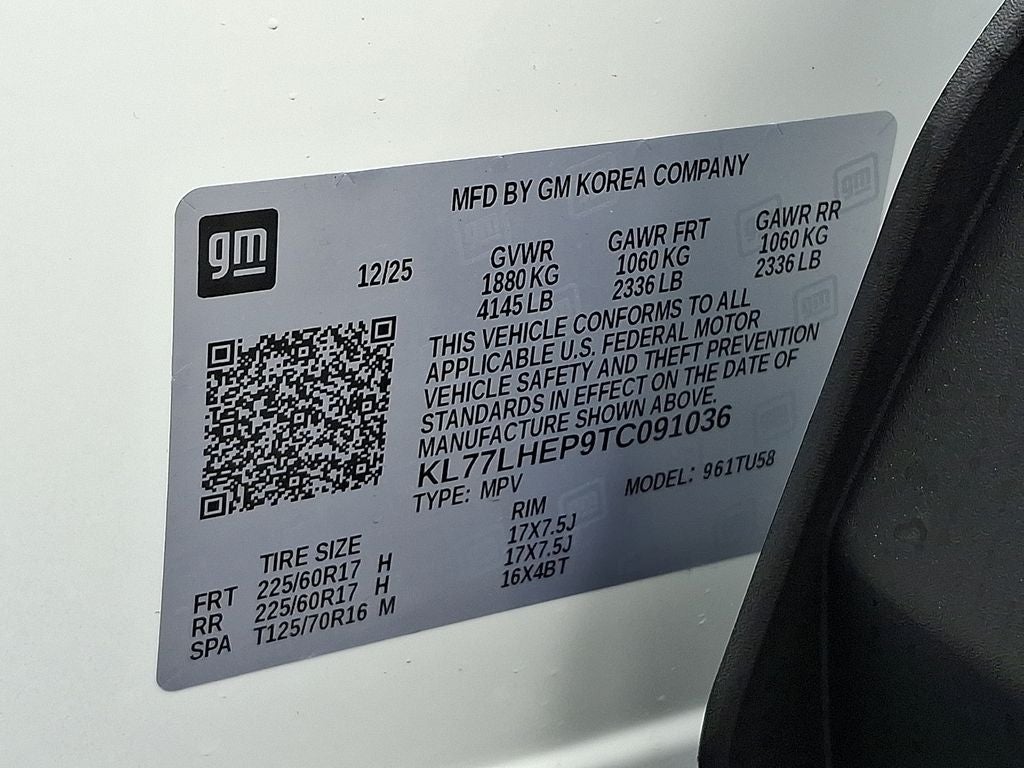 MFD BY GM KOREA COMPANY
gm
12/25
GVWR GAWR FRT GAWR RR
1880 KG 1060 KG 1060 KG
4145 LB 2336 LB 2336 LB
THIS VEHICLE CONFORMS TO ALL
APPLICABLE U.S. FEDERAL MOTOR
VEHICLE SAFETY AND THEFT PREVENTION
STANDARDS IN EFFECT ON THE DATE OF
MANUFACTURE SHOWN ABOVE.
KL77LHEP9TC091036
TYPE: MPV MODEL: 961TU58
TIRE SIZE RIM
FRT 225/60R17 H 17X7.5J
RR 225/60R17 H 17X7.5J
SPA T125/70R16 M 16X4BT